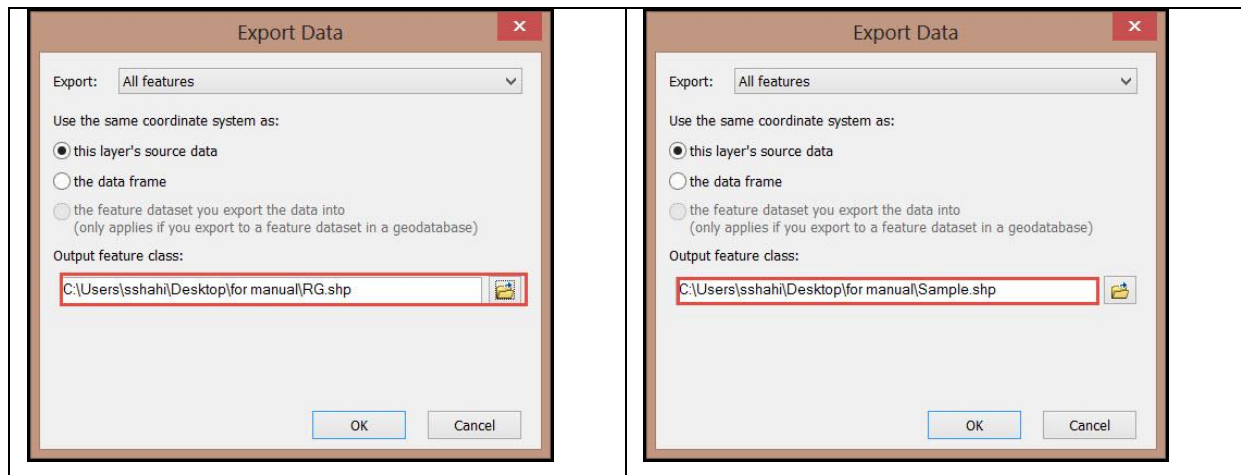 Export Data
Export: All features
Use the same coordinate system as:
this layer's source data
the data frame
the feature dataset you export the data into
(only applies if you export to a feature dataset in a geodatabase)
Output feature class:
C:\Users\sshahi\Desktop\for manual\RG.shp
OK Cancel
Export Data
Export: All features
Use the same coordinate system as:
this layer's source data
the data frame
the feature dataset you export the data into
(only applies if you export to a feature dataset in a geodatabase)
Output feature class:
C:\Users\sshahi\Desktop\for manual\Sample.shp
OK Cancel